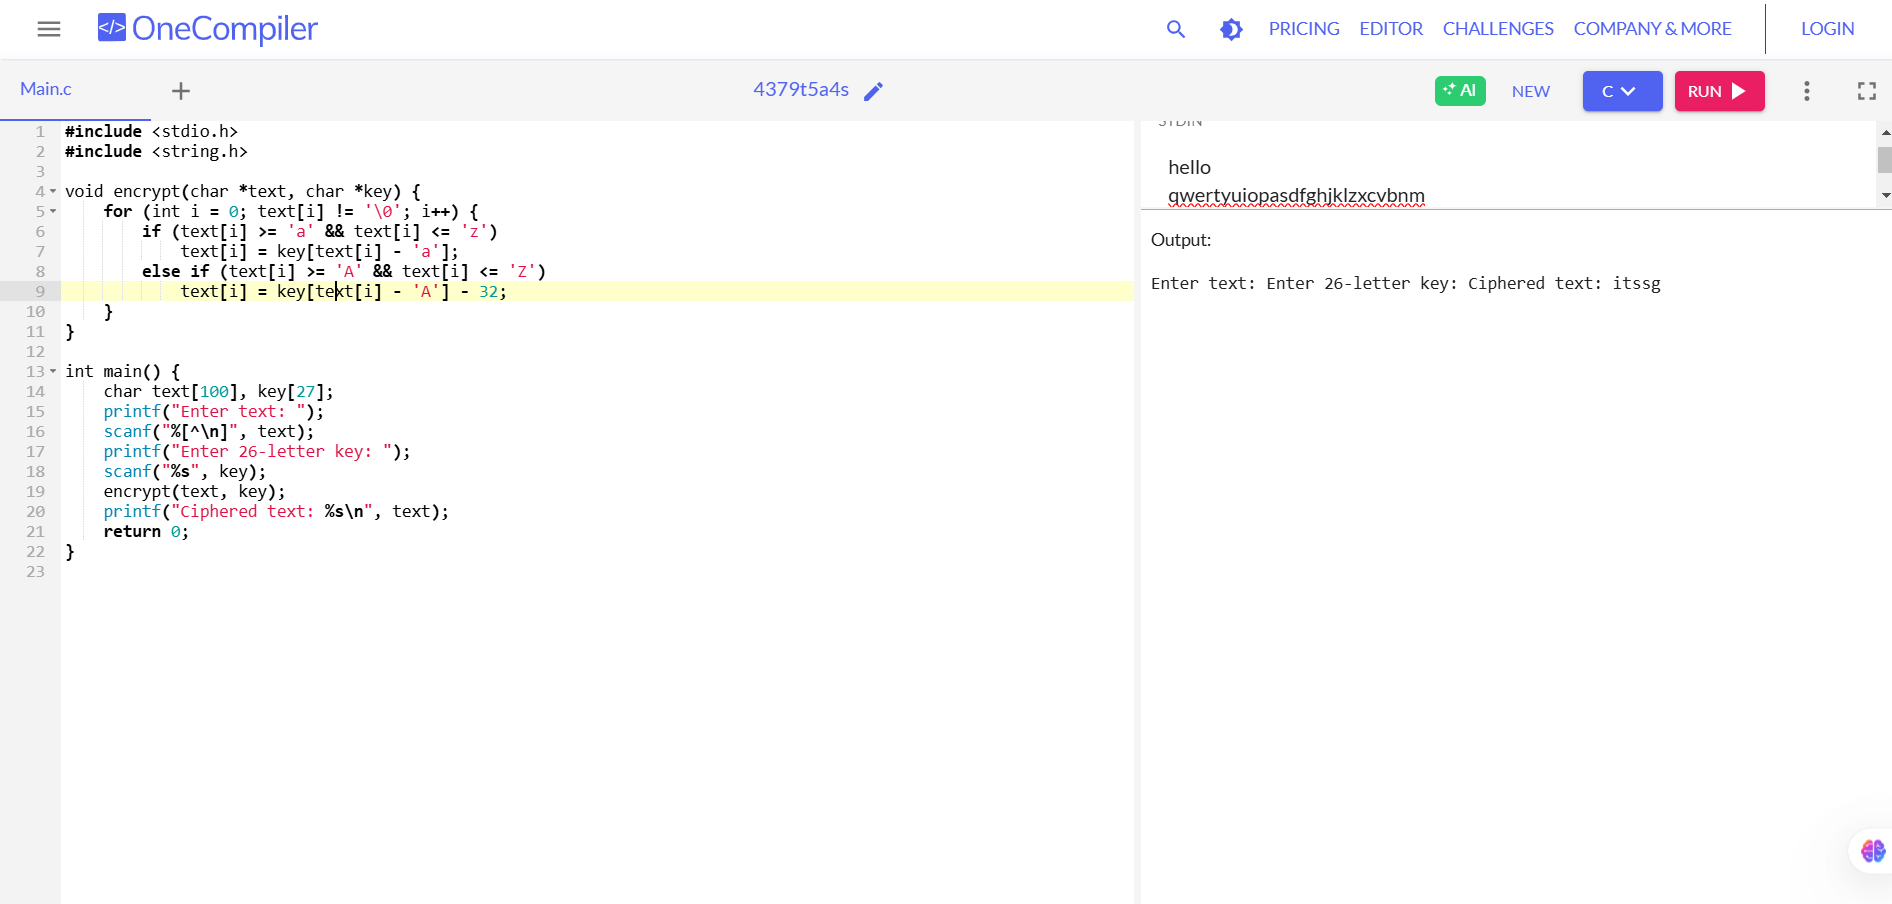 OneCompiler
PRICING EDITOR CHALLENGES COMPANY & MORE LOGIN
Main.c
4379t5a4s
AI NEW C RUN
1 #include <stdio.h>
2 #include <string.h>
3
4 void encrypt(char *text, char *key) {
5     for (int i = 0; text[i] != '\0'; i++) {
6         if (text[i] >= 'a' && text[i] <= 'z')
7             text[i] = key[text[i] - 'a'];
8         else if (text[i] >= 'A' && text[i] <= 'Z')
9             text[i] = key[text[i] - 'A'] - 32;
10     }
11 }
12
13 int main() {
14     char text[100], key[27];
15     printf("Enter text: ");
16     scanf("%[^\n]", text);
17     printf("Enter 26-letter key: ");
18     scanf("%s", key);
19     encrypt(text, key);
20     printf("Ciphered text: %s\n", text);
21     return 0;
22 }
23
STDIN
hello
qwertyuiopasdfghjklzxcvbnm
Output:
Enter text: Enter 26-letter key: Ciphered text: itssg